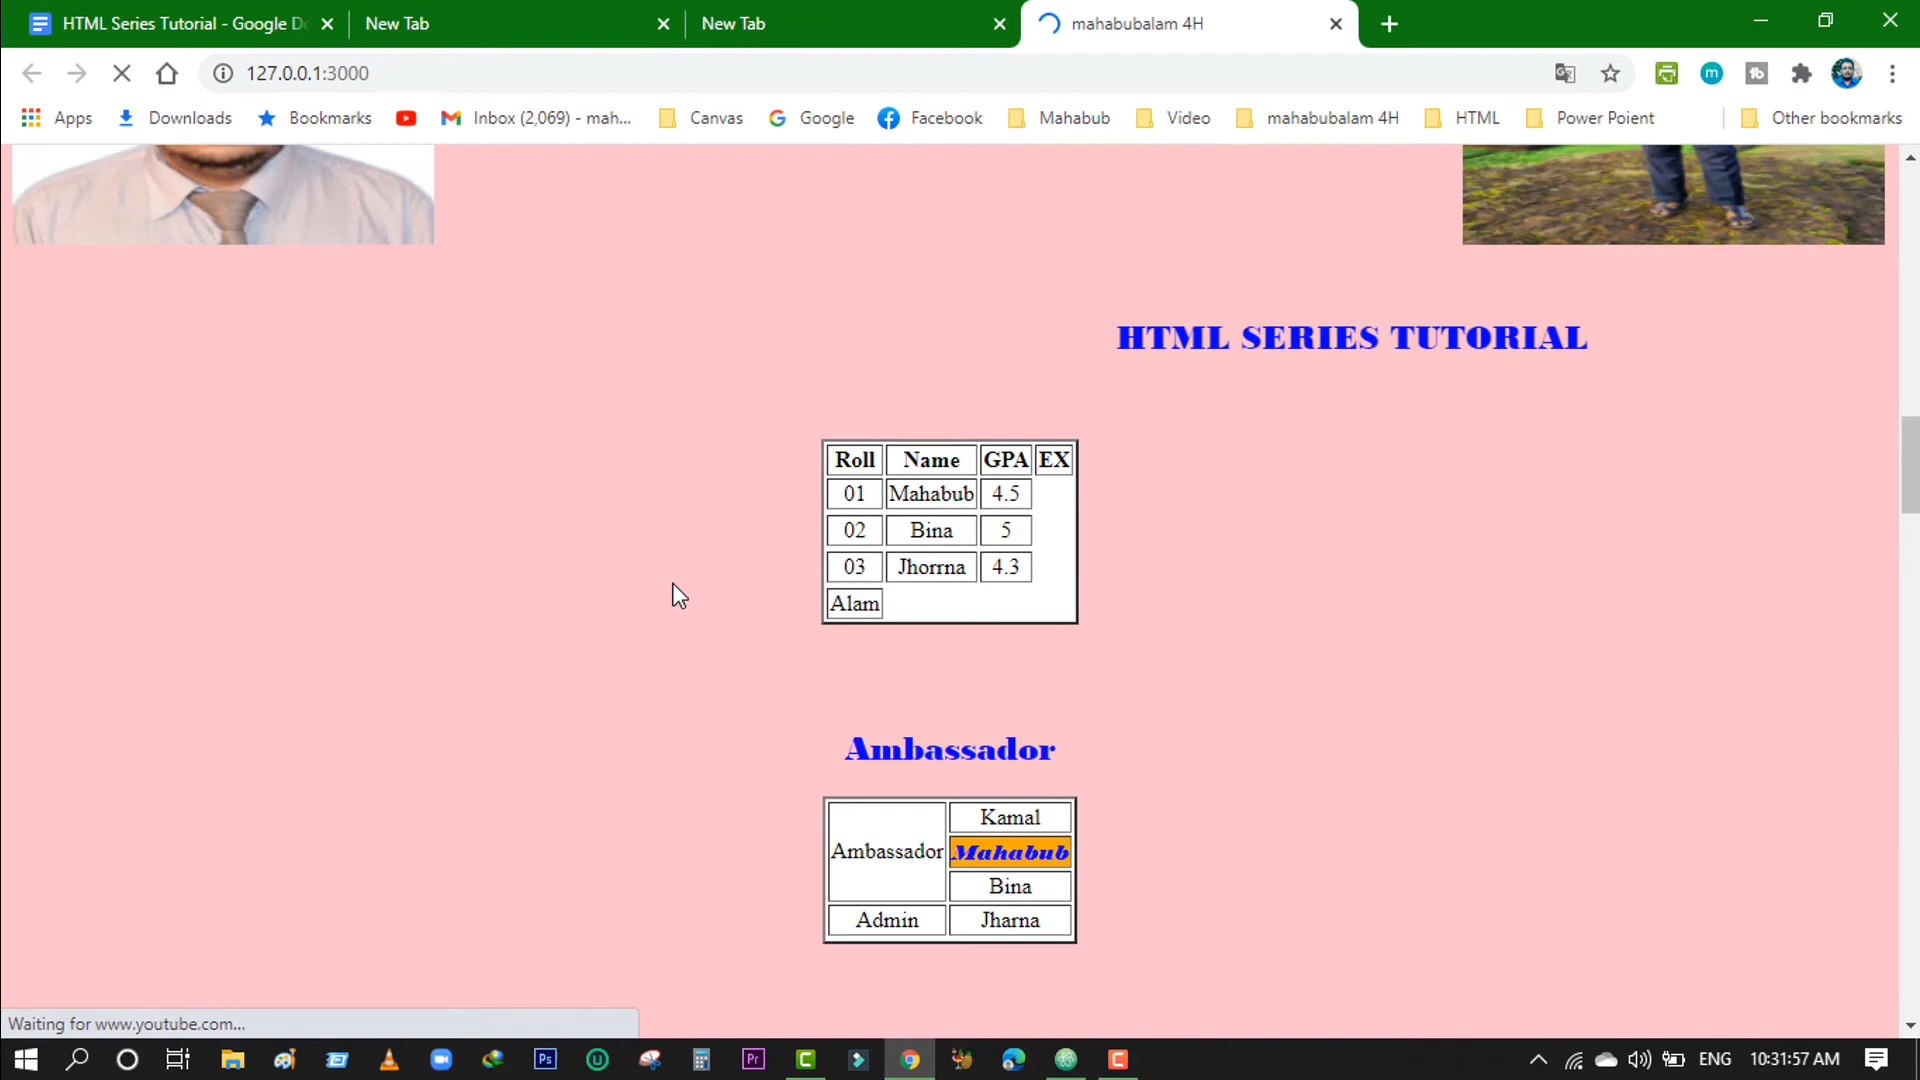 HTML Series Tutorial - Google Do
New Tab
New Tab
mahabubalam 4H
127.0.0.1:3000
Apps
Downloads
Bookmarks
Inbox (2,069) - mah...
Canvas
Google
Facebook
Mahabub
Video
mahabubalam 4H
HTML
Power Poient
Other bookmarks
HTML SERIES TUTORIAL
Roll Name GPA EX
01 Mahabub 4.5
02 Bina 5
03 Jhorrna 4.3
Alam
Ambassador
Kamal
Ambassador Mahabub
Bina
Admin Jharna
Waiting for www.youtube.com...
ENG
10:31:57 AM